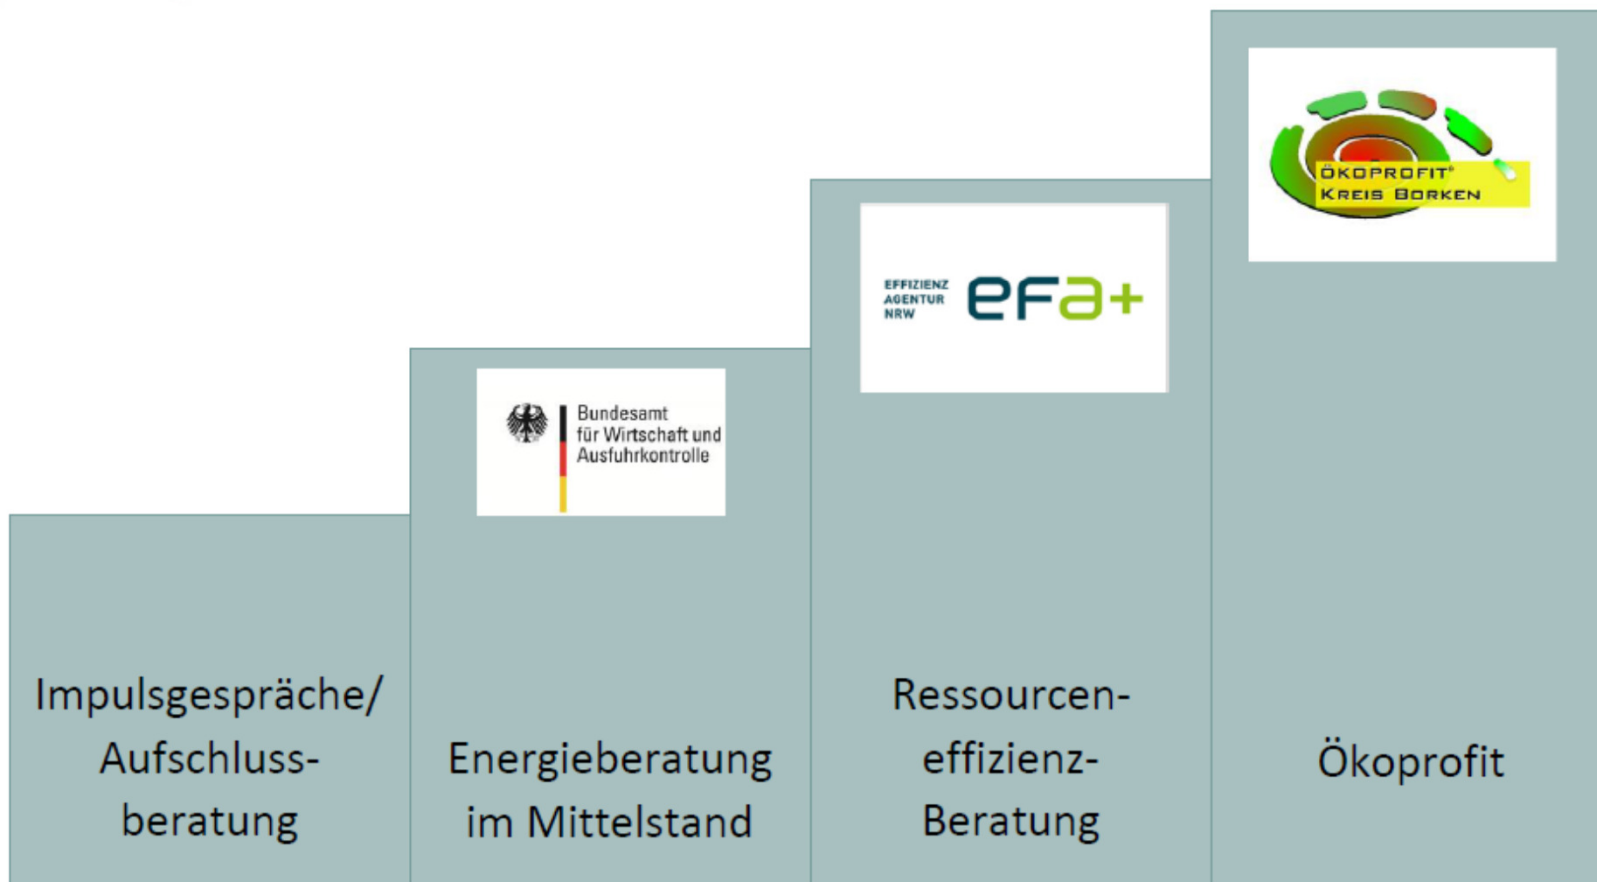 ÖKOPROFIT®
KREIS BORKEN
EFFIZIENZ
AGENTUR
NRW
efa+
Bundesamt
für Wirtschaft und
Ausfuhrkontrolle
Impulsgespräche/
Aufschluss-
beratung
Energieberatung
im Mittelstand
Ressourcen-
effizienz-
Beratung
Ökoprofit